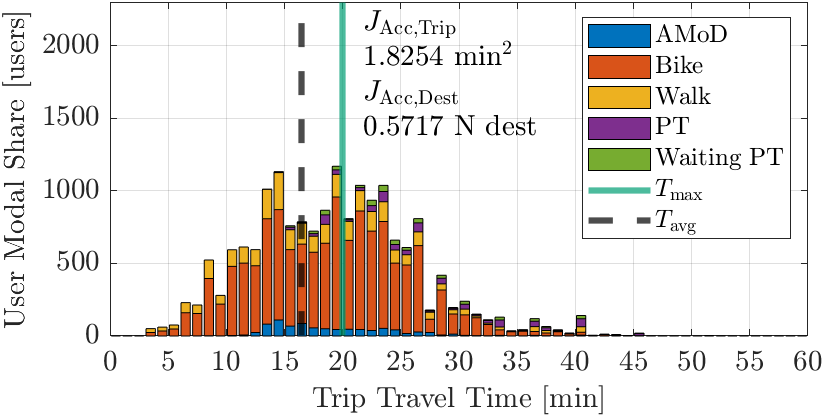 User Modal Share [users]
2000
1500
1000
500
0
J_Acc,Trip
1.8254 min²
J_Acc,Dest
0.5717 N dest
AMoD
Bike
Walk
PT
Waiting PT
T_max
T_avg
0 5 10 15 20 25 30 35 40 45 50 55 60
Trip Travel Time [min]